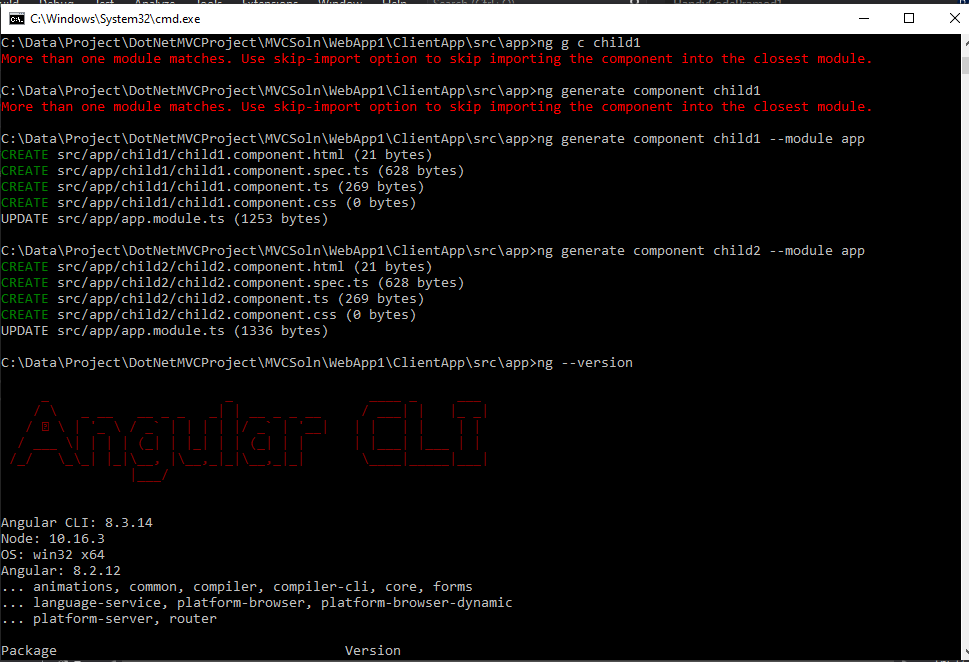 C:\Windows\System32\cmd.exe
C:\Data\Project\DotNetMVCProject\MVCSoln\WebApp1\ClientApp\src\app>ng g c child1
More than one module matches. Use skip-import option to skip importing the component into the closest module.
C:\Data\Project\DotNetMVCProject\MVCSoln\WebApp1\ClientApp\src\app>ng generate component child1
More than one module matches. Use skip-import option to skip importing the component into the closest module.
C:\Data\Project\DotNetMVCProject\MVCSoln\WebApp1\ClientApp\src\app>ng generate component child1 --module app
CREATE src/app/child1/child1.component.html (21 bytes)
CREATE src/app/child1/child1.component.spec.ts (628 bytes)
CREATE src/app/child1/child1.component.ts (269 bytes)
CREATE src/app/child1/child1.component.css (0 bytes)
UPDATE src/app/app.module.ts (1253 bytes)
C:\Data\Project\DotNetMVCProject\MVCSoln\WebApp1\ClientApp\src\app>ng generate component child2 --module app
CREATE src/app/child2/child2.component.html (21 bytes)
CREATE src/app/child2/child2.component.spec.ts (628 bytes)
CREATE src/app/child2/child2.component.ts (269 bytes)
CREATE src/app/child2/child2.component.css (0 bytes)
UPDATE src/app/app.module.ts (1336 bytes)
C:\Data\Project\DotNetMVCProject\MVCSoln\WebApp1\ClientApp\src\app>ng --version
Angular CLI
Angular CLI: 8.3.14
Node: 10.16.3
OS: win32 x64
Angular: 8.2.12
... animations, common, compiler, compiler-cli, core, forms
... language-service, platform-browser, platform-browser-dynamic
... platform-server, router
Package Version